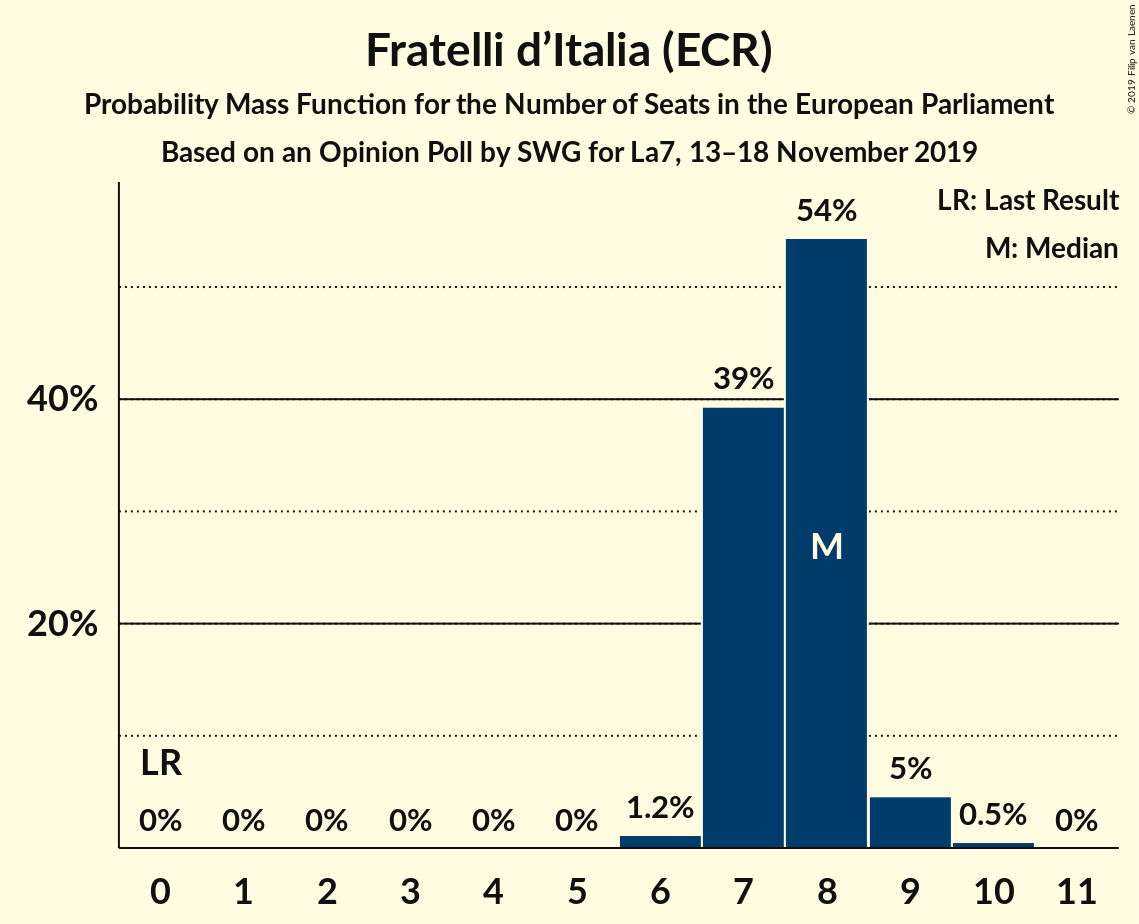 Fratelli d’Italia (ECR)
Probability Mass Function for the Number of Seats in the European Parliament
Based on an Opinion Poll by SWG for La7, 13–18 November 2019
© 2019 Filip van Laenen
LR: Last Result
M: Median
54%
39%
40%
M
20%
LR
0% 0% 0% 0% 0% 0% 1.2% 5% 0.5% 0%
0 1 2 3 4 5 6 7 8 9 10 11